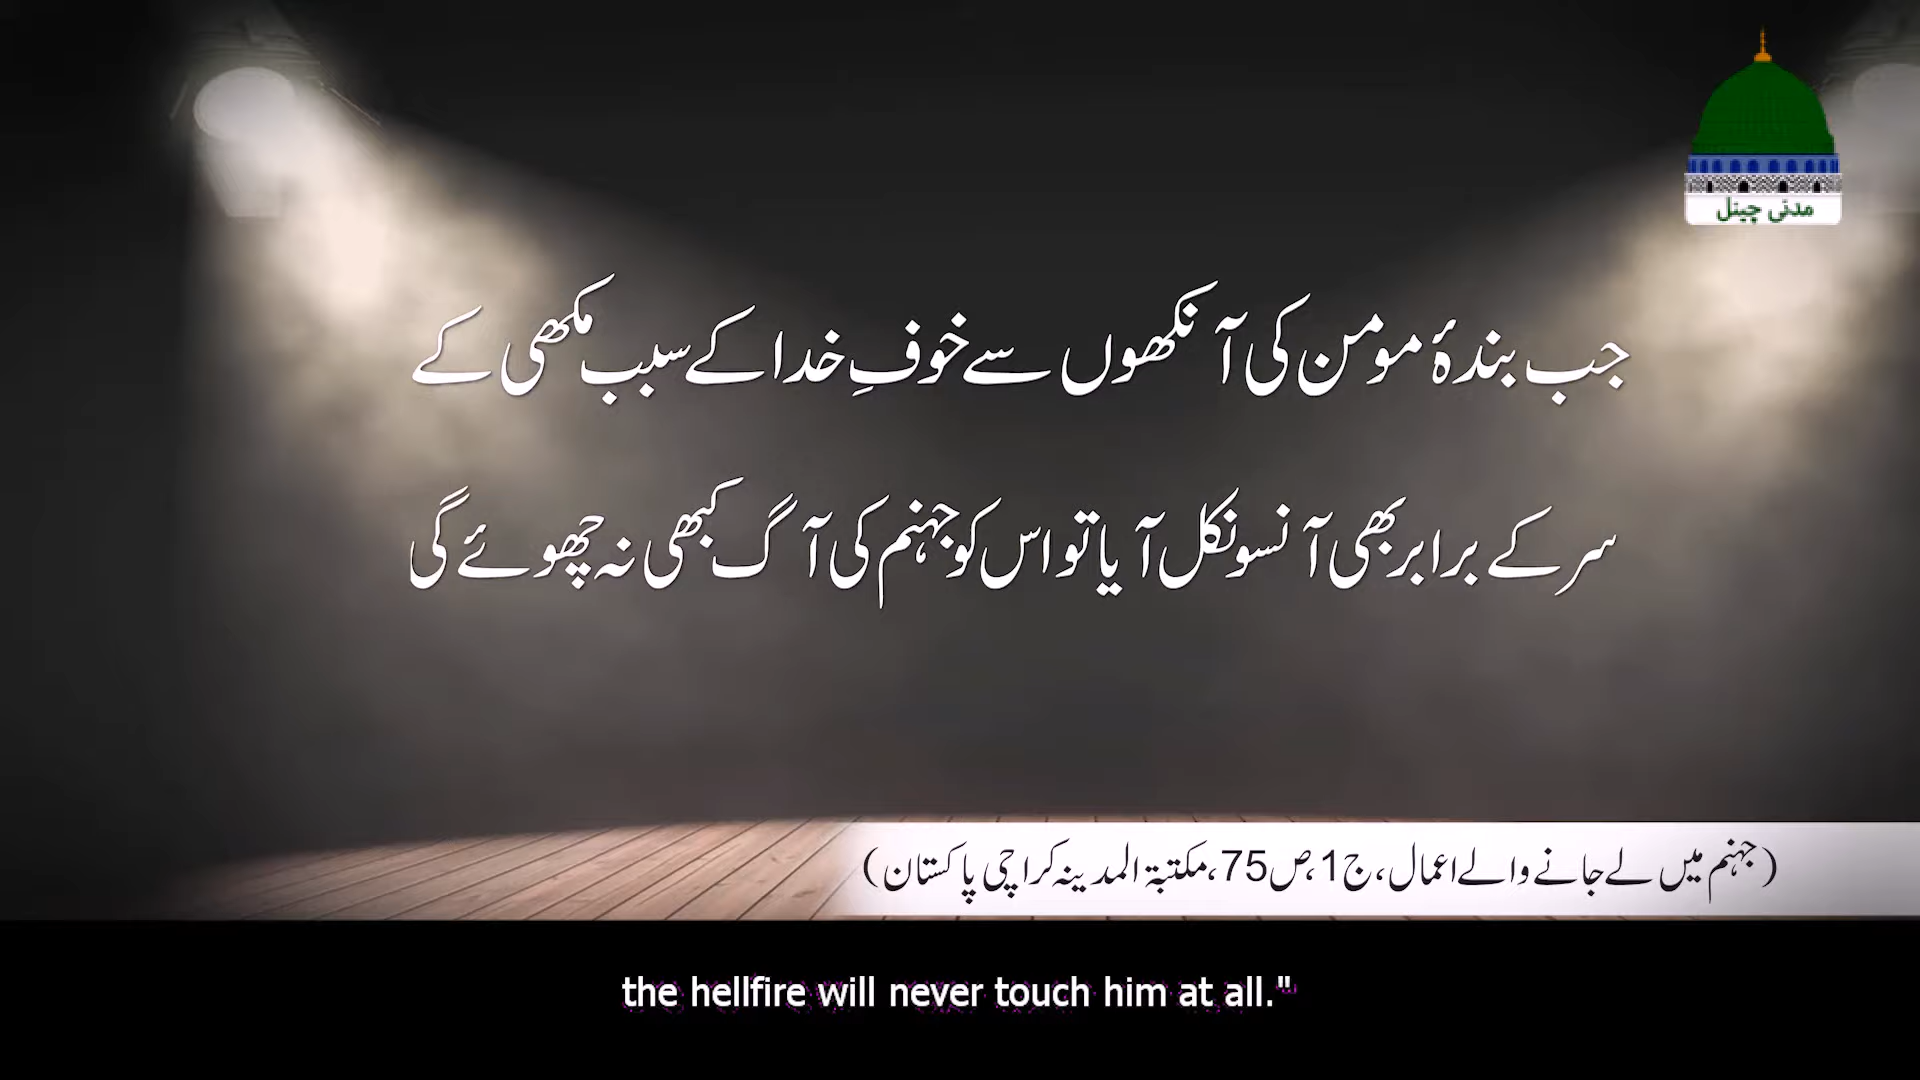 مدنی چینل
جب بندۂ مومن کی آنکھوں سے خوفِ خدا کے سبب مکھی کے
سر کے برابر بھی آنسو نکل آیا تو اس کو جہنم کی آگ کبھی نہ چھوئے گی
(جہنم میں لے جانے والے اعمال، ج1، ص75، مکتبۃ المدینہ کراچی پاکستان)
the hellfire will never touch him at all."